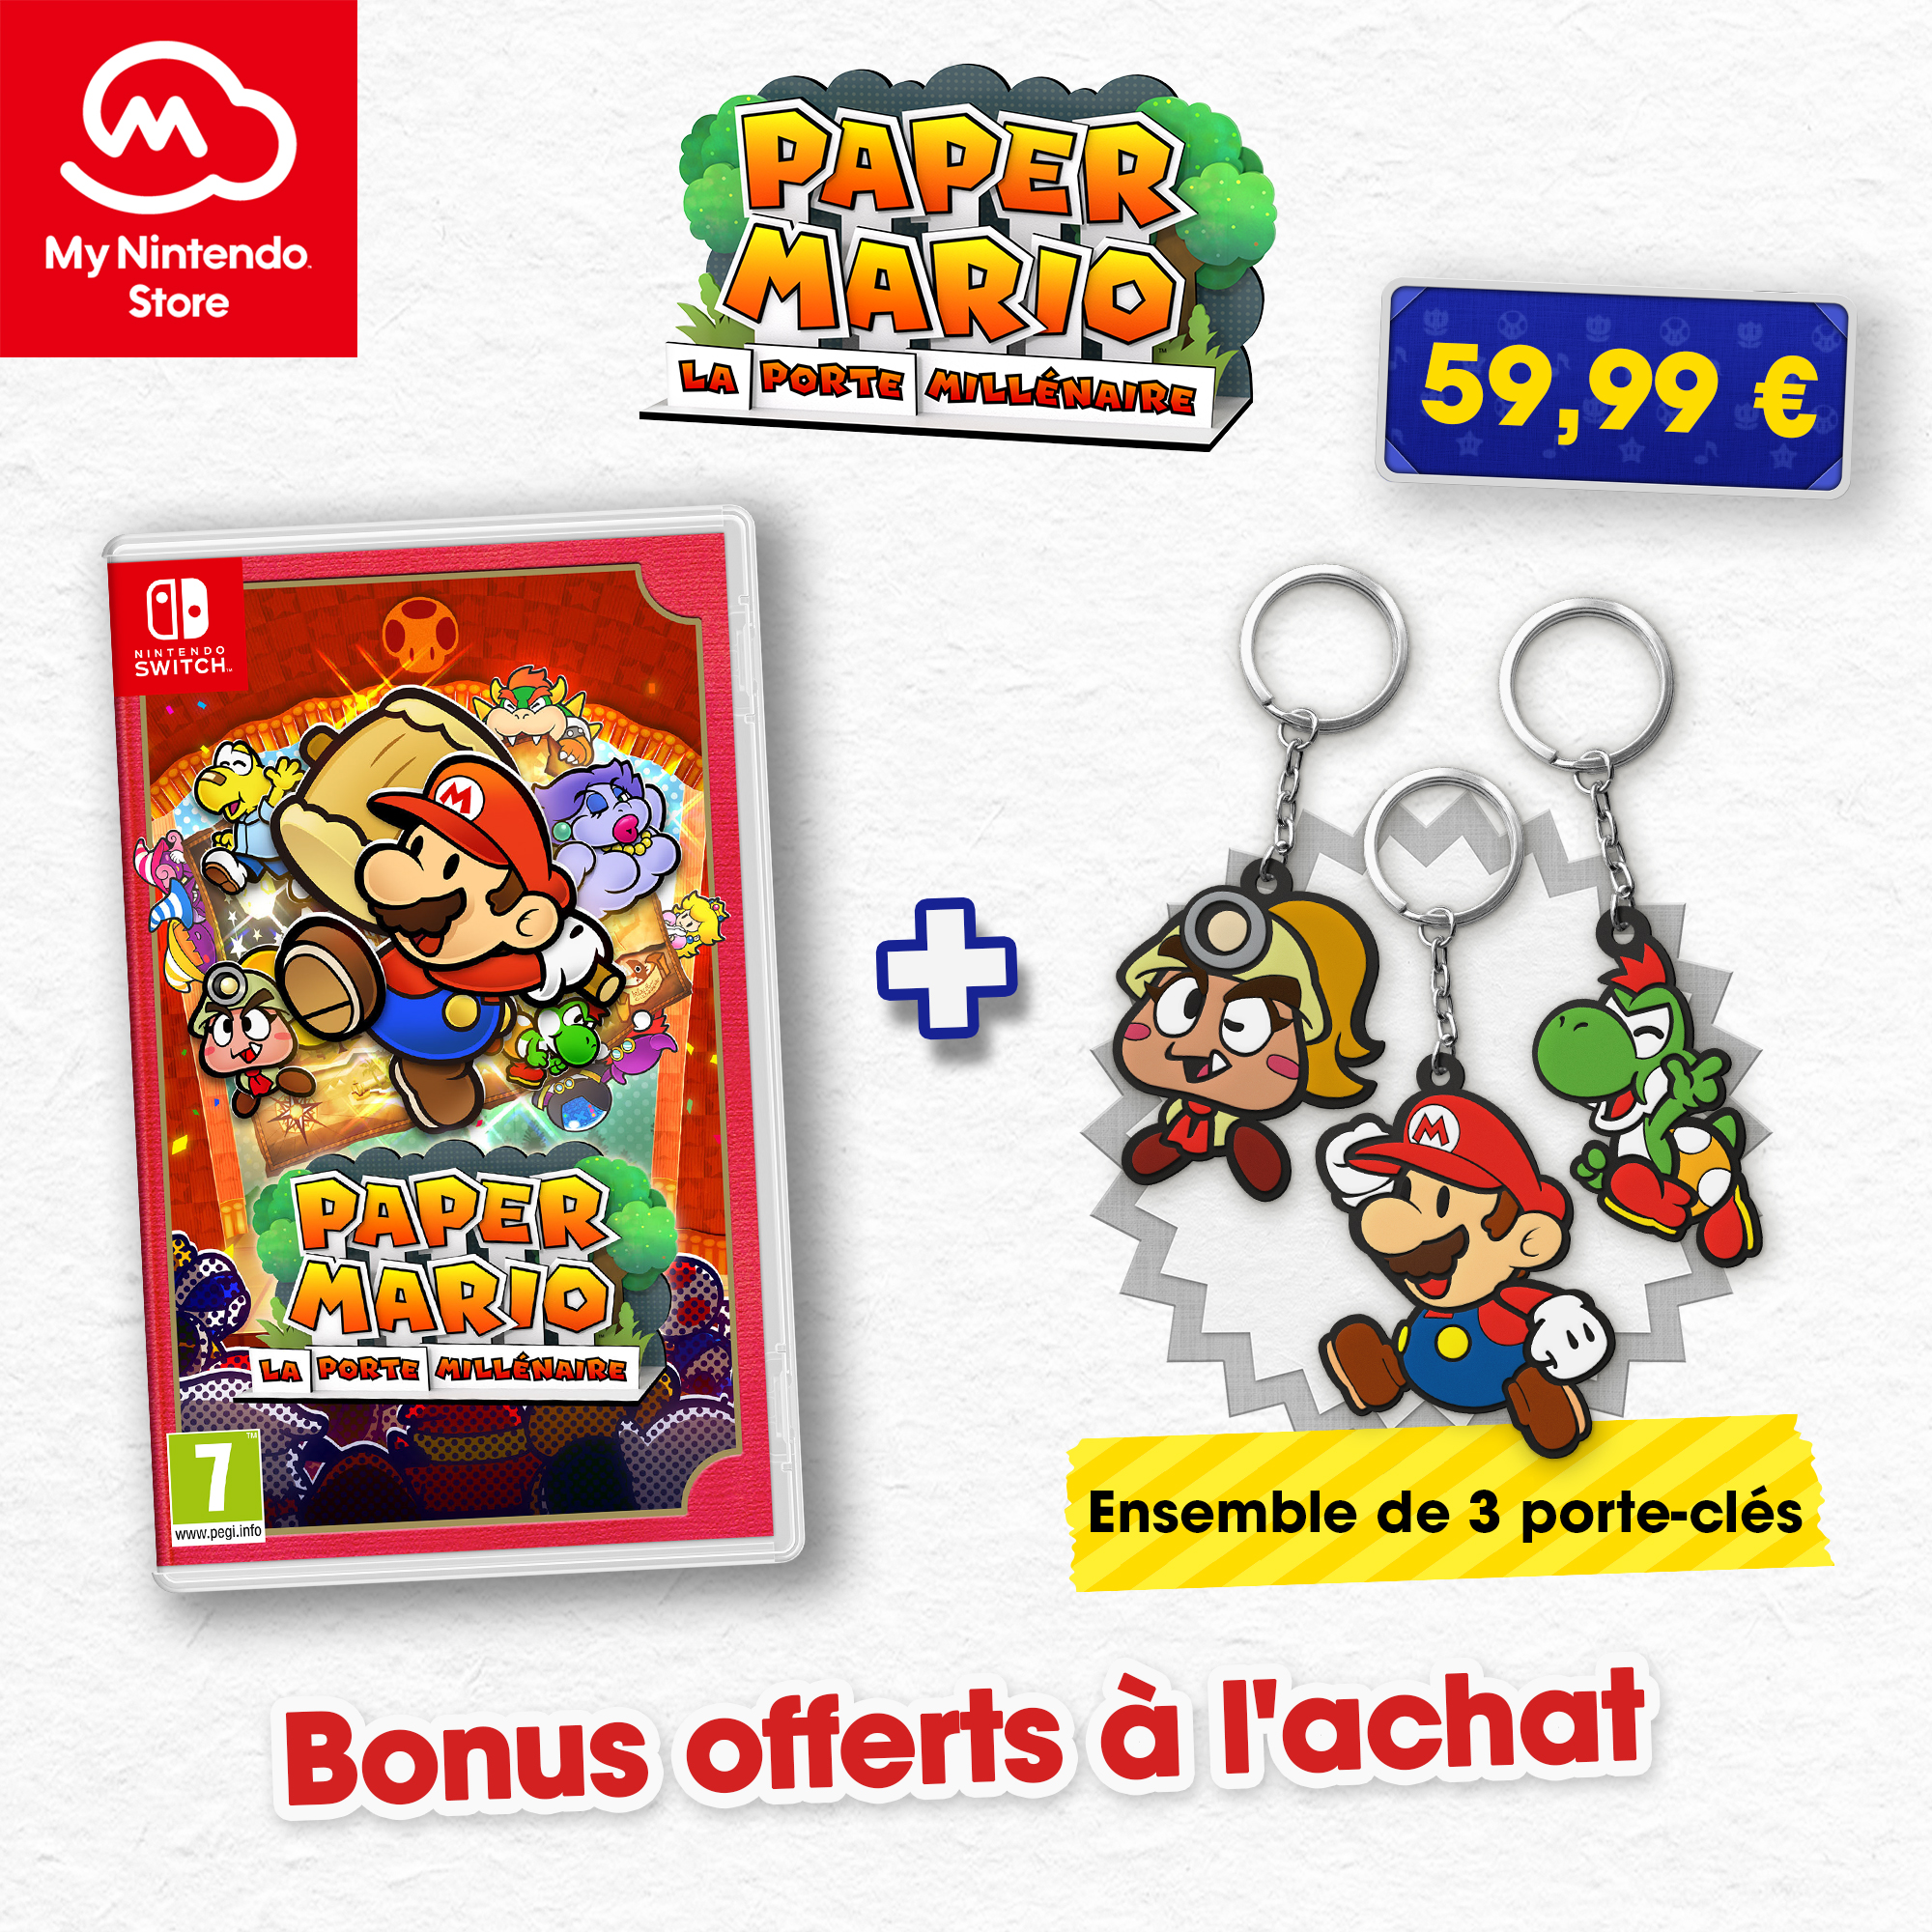 My Nintendo
Store
PAPER
MARIO
LA PORTE MILLÉNAIRE
59,99 €
NINTENDO
SWITCH
M
M
PAPER
MARIO
LA PORTE MILLÉNAIRE
7
www.pegi.info
Ensemble de 3 porte-clés
Bonus offerts à l'achat